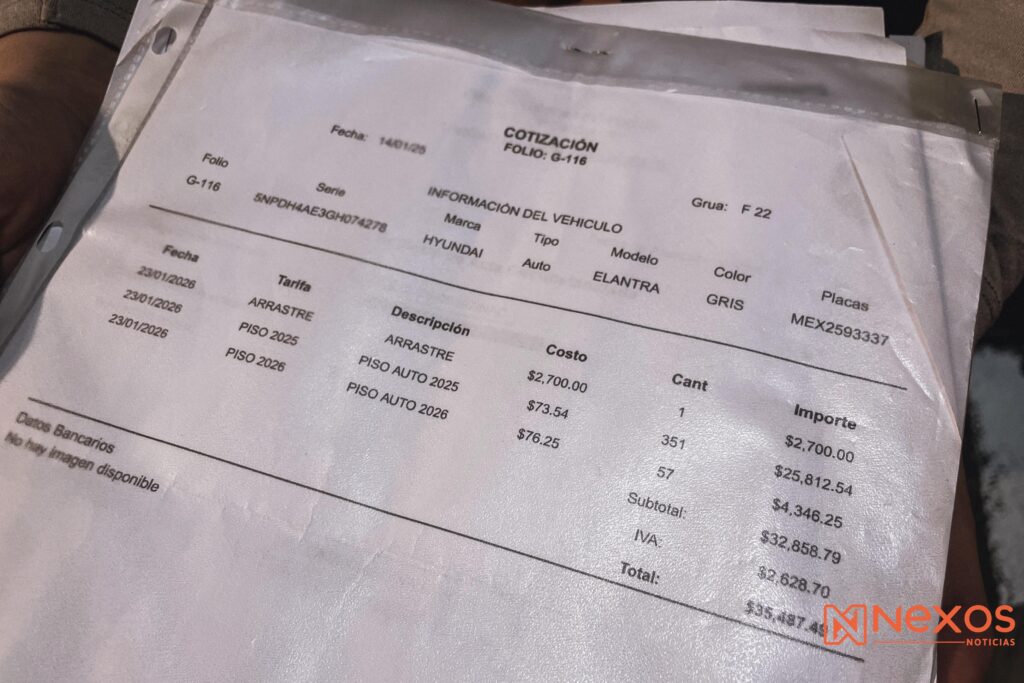 COTIZACIÓN
Fecha: 14/01/25
FOLIO: G-116
Grua: F 22
INFORMACIÓN DEL VEHICULO
Folio Serie Marca Tipo Modelo Color Placas
G-116 5NPDH4AE3GH074278 HYUNDAI Auto ELANTRA GRIS MEX2593337
Fecha Tarifa Descripción Costo Cant Importe
23/01/2026 ARRASTRE ARRASTRE $2,700.00 1 $2,700.00
23/01/2026 PISO 2025 PISO AUTO 2025 $73.54 351 $25,812.54
23/01/2026 PISO 2026 PISO AUTO 2026 $76.25 57 $4,346.25
Subtotal: $32,858.79
IVA: $2,628.70
Total: $35,487.49
Datos Bancarios
No hay imagen disponible
NEXOS
NOTICIAS